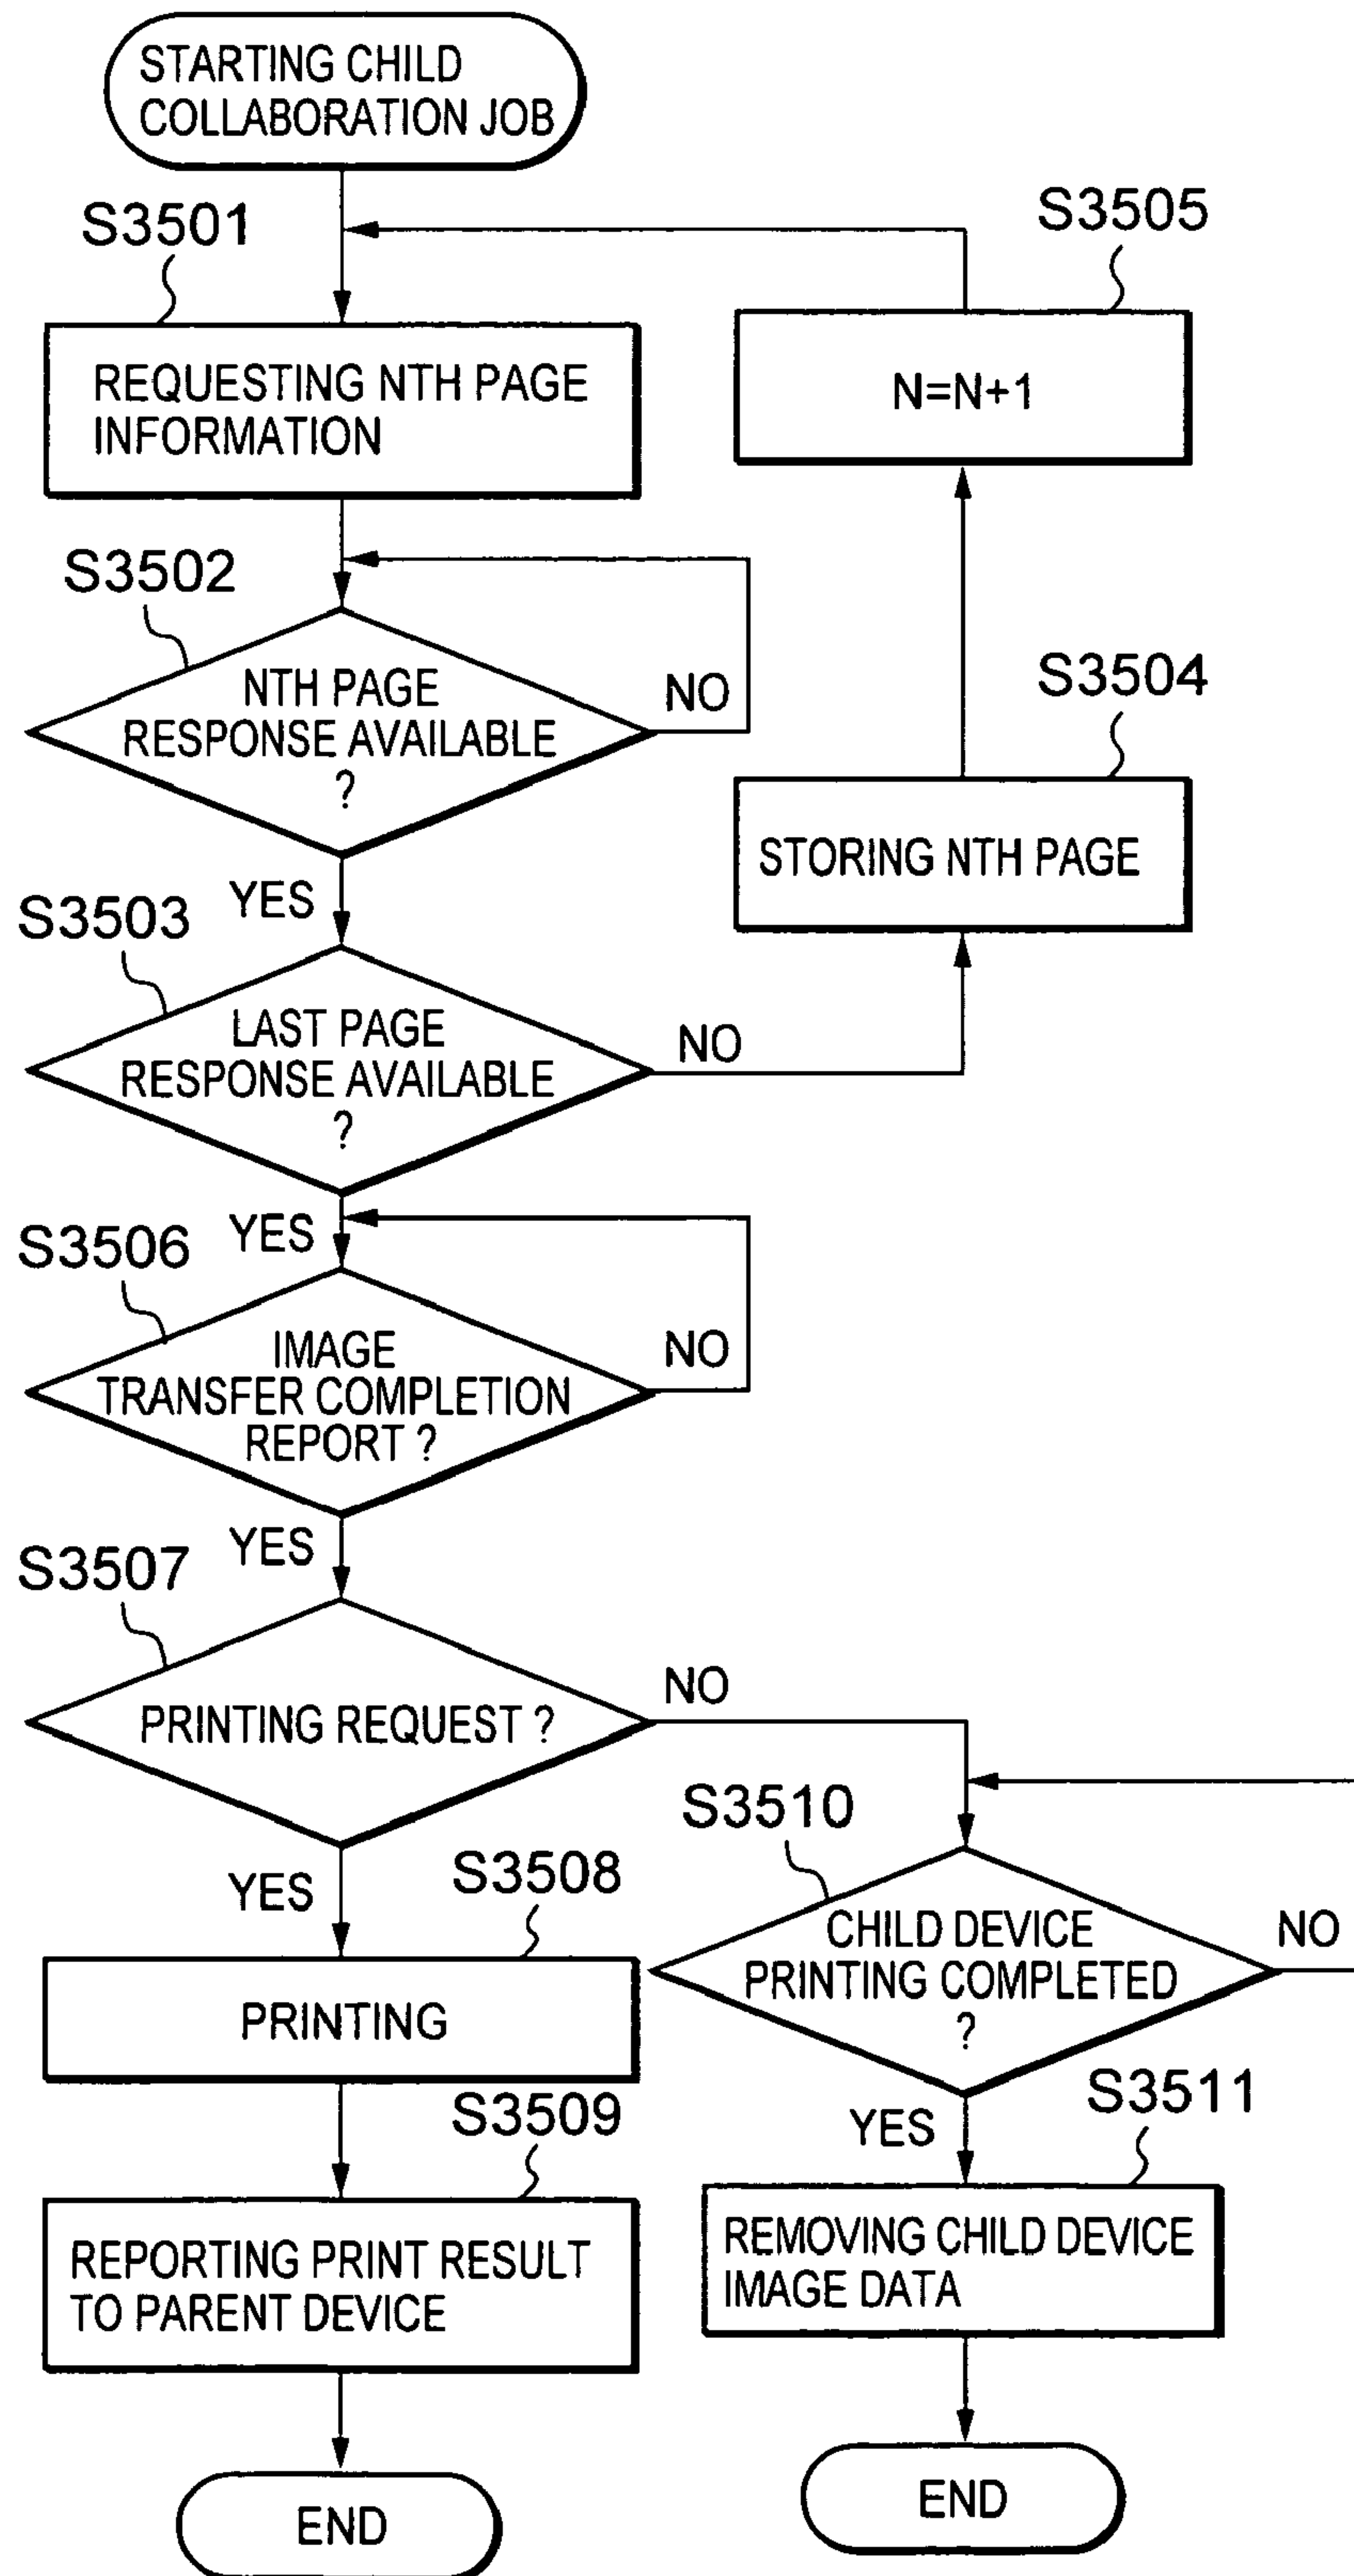 STARTING CHILD
COLLABORATION JOB
S3501
S3505
REQUESTING NTH PAGE
INFORMATION
N=N+1
S3502
NTH PAGE
RESPONSE AVAILABLE
?
NO
S3504
STORING NTH PAGE
YES
S3503
LAST PAGE
RESPONSE AVAILABLE
?
NO
YES
S3506
IMAGE
TRANSFER COMPLETION
REPORT ?
NO
YES
S3507
PRINTING REQUEST ?
NO
S3510
YES
S3508
CHILD DEVICE
PRINTING COMPLETED
?
NO
PRINTING
S3509
YES
S3511
REPORTING PRINT RESULT
TO PARENT DEVICE
REMOVING CHILD DEVICE
IMAGE DATA
END
END